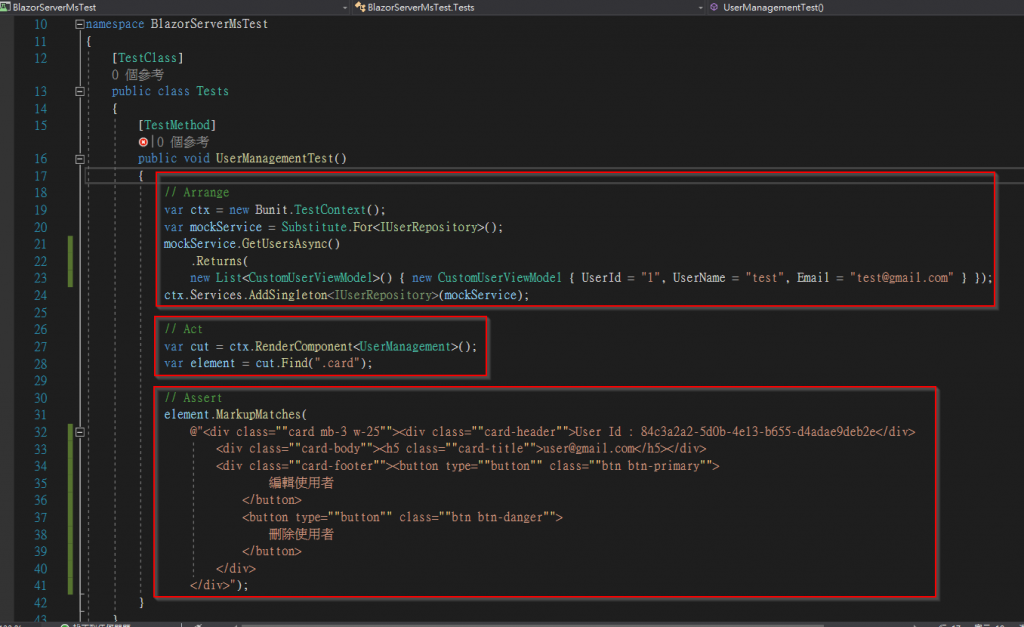 BlazorServerMsTest BlazorServerMsTest.Tests UserManagementTest()
10 namespace BlazorServerMsTest
11 {
12 [TestClass]
0 個參考
13 public class Tests
14 {
15 [TestMethod]
0 個參考
16 public void UserManagementTest()
17 {
18 // Arrange
19 var ctx = new Bunit.TestContext();
20 var mockService = Substitute.For<IUserRepository>();
21 mockService.GetUsersAsync()
22 .Returns(
23 new List<CustomUserViewModel>() { new CustomUserViewModel { UserId = "1", UserName = "test", Email = "test@gmail.com" } });
24 ctx.Services.AddSingleton<IUserRepository>(mockService);
25
26 // Act
27 var cut = ctx.RenderComponent<UserManagement>();
28 var element = cut.Find(".card");
29
30 // Assert
31 element.MarkupMatches(
32 @"<div class=""card mb-3 w-25""><div class=""card-header"">User Id : 84c3a2a2-5d0b-4e13-b655-d4adae9deb2e</div>
33 <div class=""card-body""><h5 class=""card-title"">user@gmail.com</h5></div>
34 <div class=""card-footer""><button type=""button"" class=""btn btn-primary"">
35 編輯使用者
36 </button>
37 <button type=""button"" class=""btn btn-danger"">
38 刪除使用者
39 </button>
40 </div>
41 </div>");
42 }
43 }